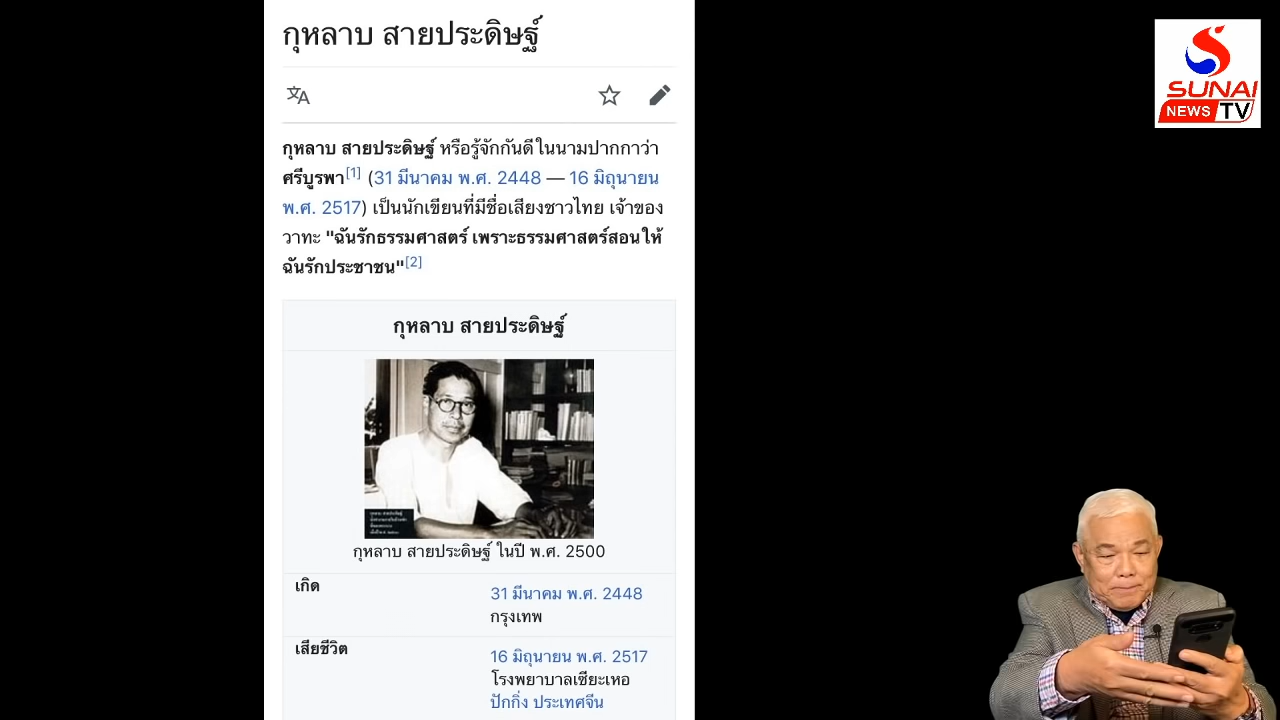 กุหลาบ สายประดิษฐ์
กุหลาบ สายประดิษฐ์ หรือรู้จักกันดีในนามปากกาว่า
ศรีบูรพา[1] (31 มีนาคม พ.ศ. 2448 — 16 มิถุนายน
พ.ศ. 2517) เป็นนักเขียนที่มีชื่อเสียงชาวไทย เจ้าของ
วาทะ "ฉันรักธรรมศาสตร์ เพราะธรรมศาสตร์สอนให้
ฉันรักประชาชน"[2]
กุหลาบ สายประดิษฐ์
กุหลาบ สายประดิษฐ์ ในปี พ.ศ. 2500
เกิด
31 มีนาคม พ.ศ. 2448
กรุงเทพ
เสียชีวิต
16 มิถุนายน พ.ศ. 2517
โรงพยาบาลเซียะเหอ
ปักกิ่ง ประเทศจีน
SUNAI
NEWS TV